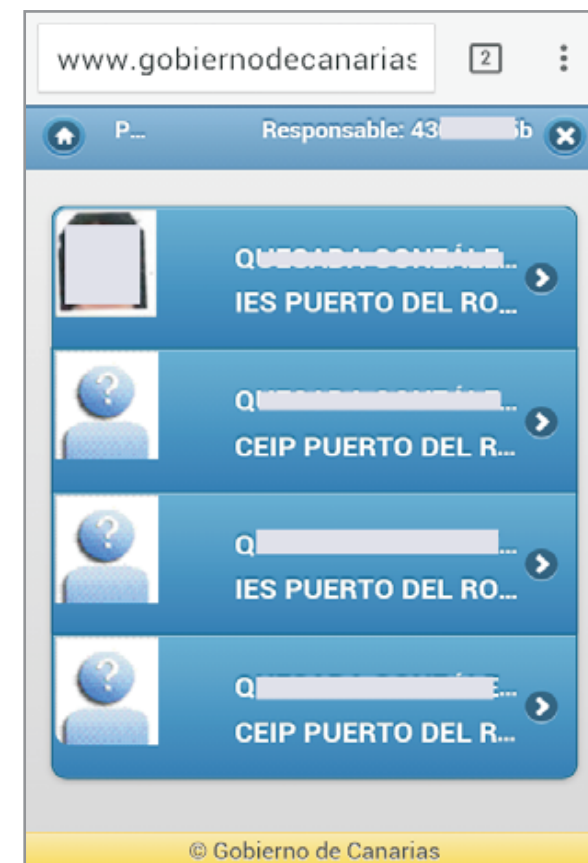 www.gobiernodecanarias
2
P... Responsable: 43
IES PUERTO DEL RO...
CEIP PUERTO DEL R...
IES PUERTO DEL RO...
CEIP PUERTO DEL R...
© Gobierno de Canarias